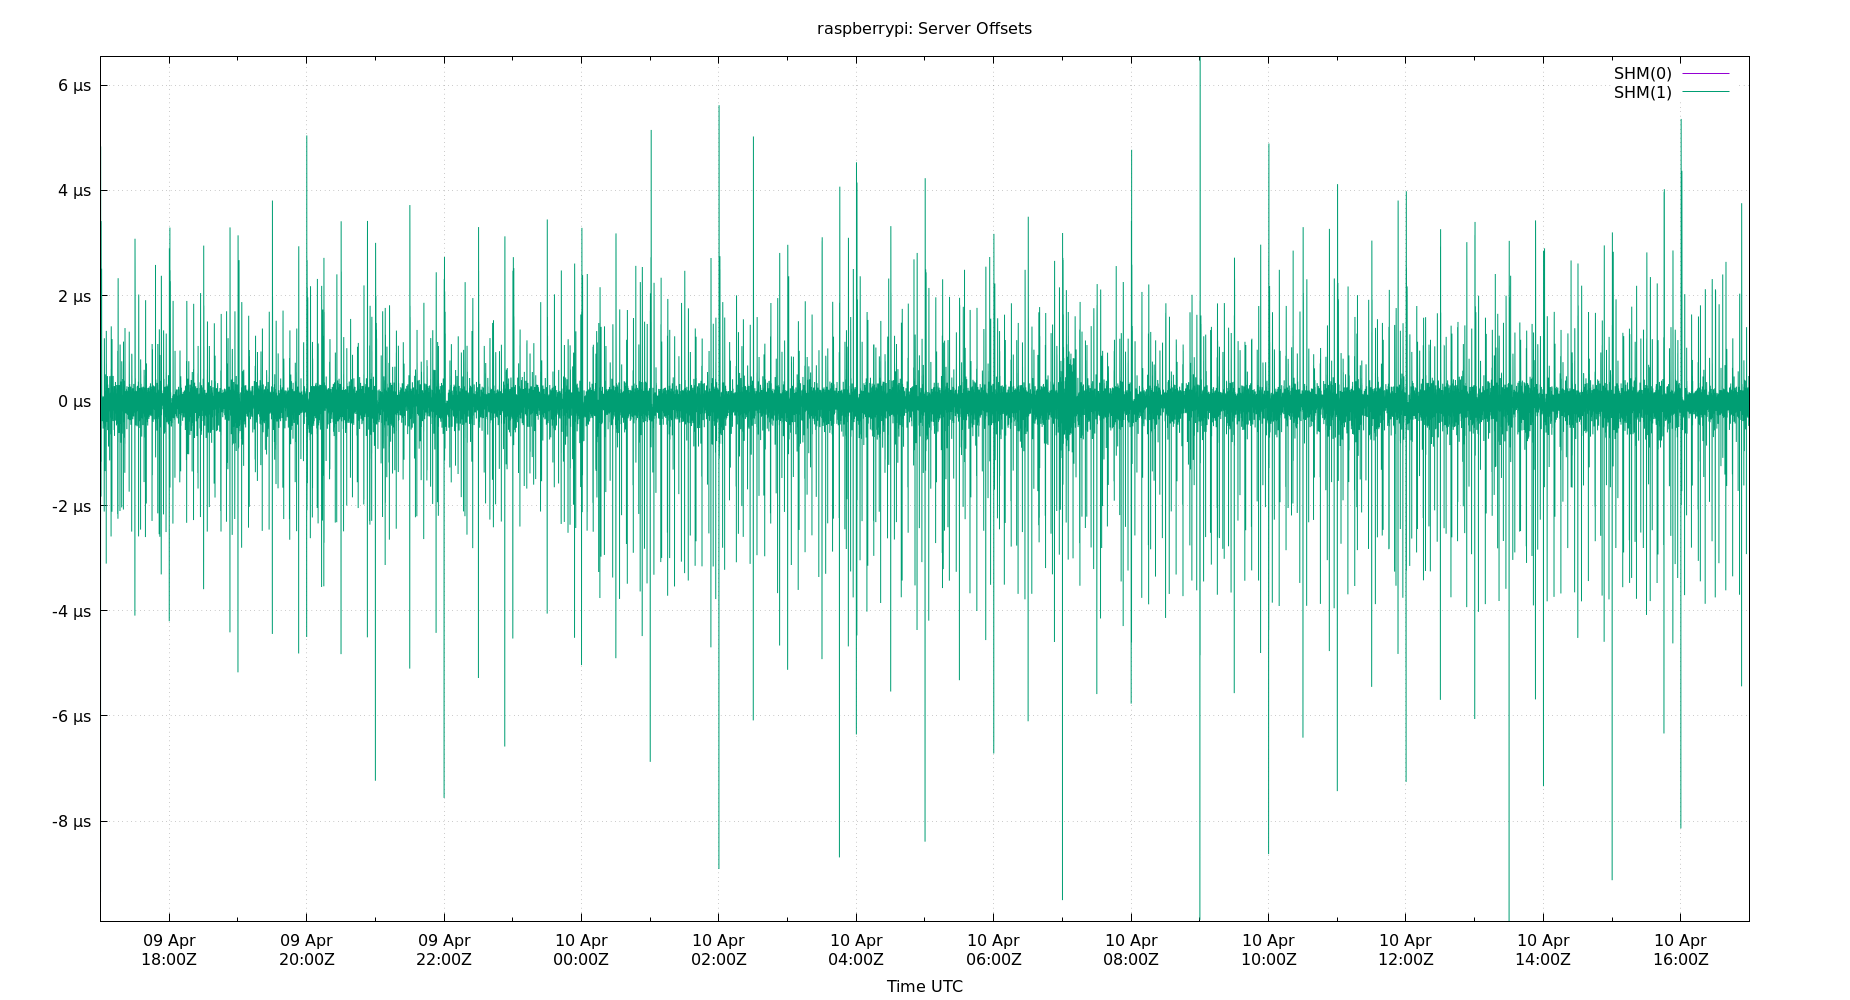 raspberrypi: Server Offsets
SHM(0)
SHM(1)
6 µs
4 µs
2 µs
0 µs
-2 µs
-4 µs
-6 µs
-8 µs
09 Apr 09 Apr 09 Apr 10 Apr 10 Apr 10 Apr 10 Apr 10 Apr 10 Apr 10 Apr 10 Apr 10 Apr
18:00Z 20:00Z 22:00Z 00:00Z 02:00Z 04:00Z 06:00Z 08:00Z 10:00Z 12:00Z 14:00Z 16:00Z
Time UTC